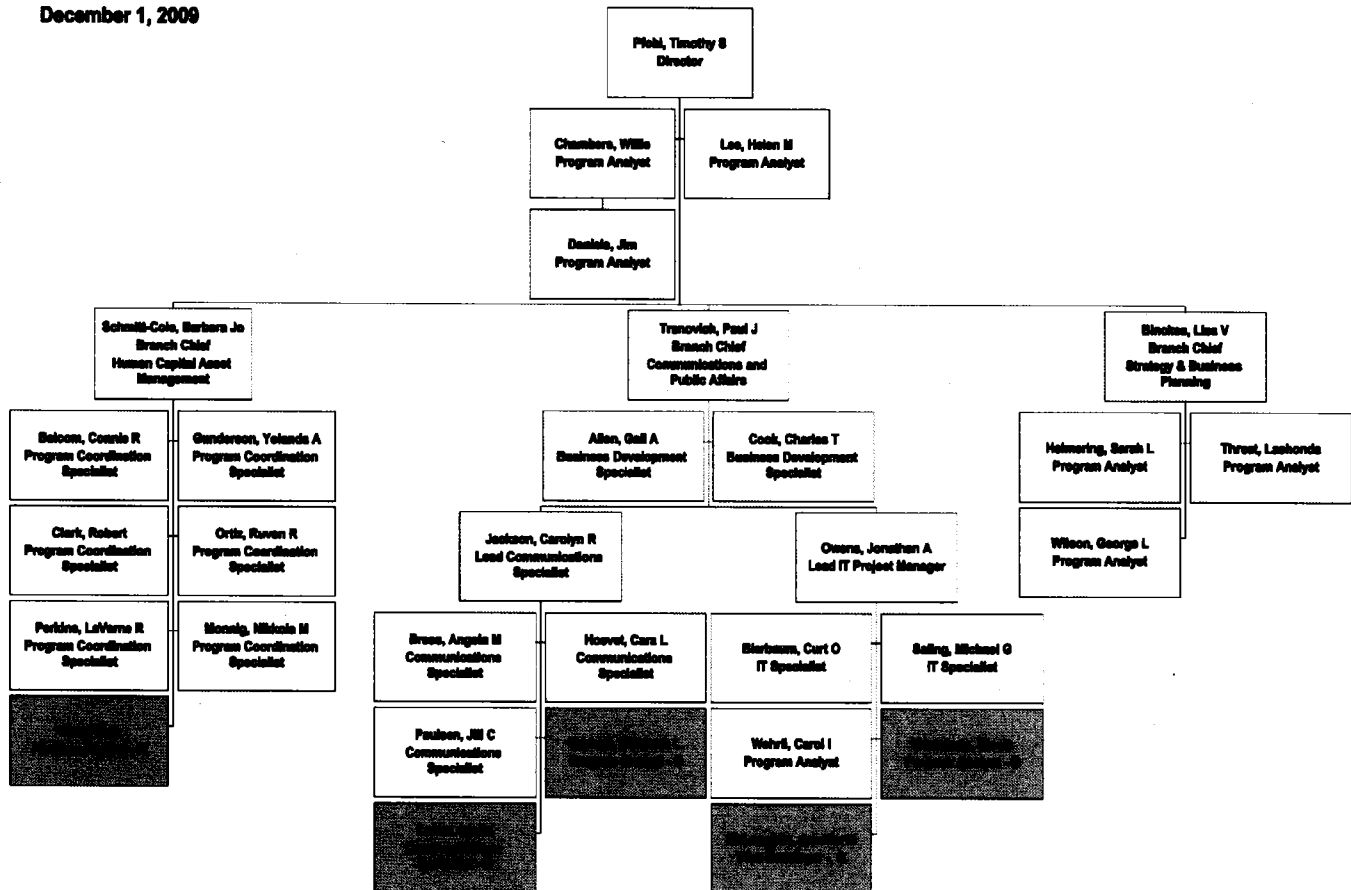 December 1, 2009
Timothy S
Director
Chambers, Willie
Program Analyst
Lee, Helen M
Program Analyst
Daniels, Jim
Program Analyst
Schmitt-Cole, Barbara Jo
Branch Chief
Human Capital Asset
Management
Tranovich, Paul J
Branch Chief
Communications and
Public Affairs
Binokes, Lisa V
Branch Chief
Strategy & Business
Planning
Balcom, Connie R
Program Coordination
Specialist
Gunderson, Yolanda A
Program Coordination
Specialist
Allen, Gail A
Business Development
Specialist
Cook, Charles T
Business Development
Specialist
Helmering, Sarah L
Program Analyst
Threat, Lashonda
Program Analyst
Clark, Robert
Program Coordination
Specialist
Ortiz, Ruven R
Program Coordination
Specialist
Jackson, Carolyn R
Lead Communications
Specialist
Owens, Jonathan A
Lead IT Project Manager
Wilson, George L
Program Analyst
Perkins, LaVerne R
Program Coordination
Specialist
Monnig, Nikkole M
Program Coordination
Specialist
Brees, Angela M
Communications
Specialist
Hoevet, Cara L
Communications
Specialist
Bierbaum, Curt O
IT Specialist
Saling, Michael G
IT Specialist
Paulsen, Jill C
Communications
Specialist
Wehrli, Carol I
Program Analyst